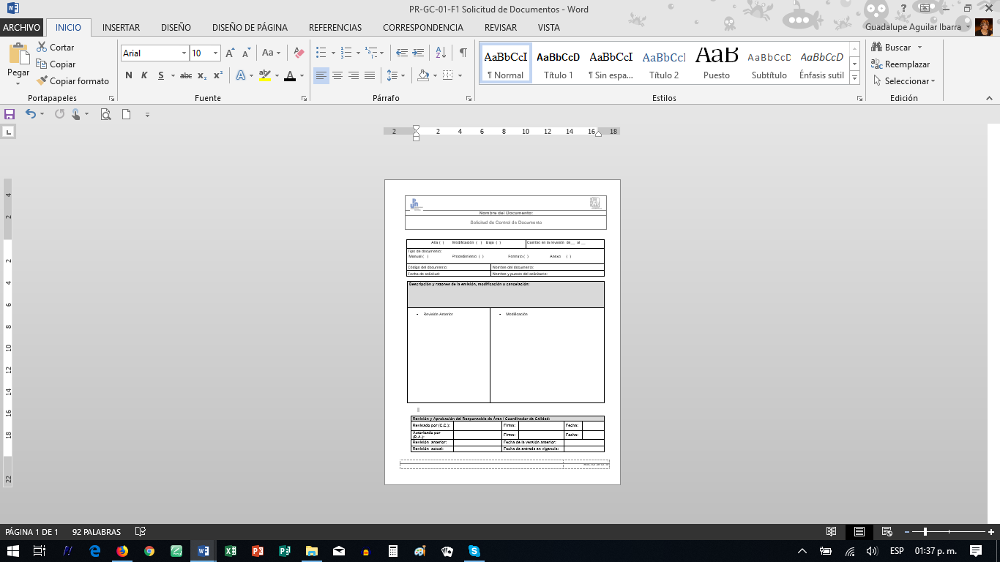 PR-GC-01-F1 Solicitud de Documentos - Word
ARCHIVO INICIO INSERTAR DISEÑO DISEÑO DE PÁGINA REFERENCIAS CORRESPONDENCIA REVISAR VISTA Guadalupe Aguilar Ibarra
Pegar
Cortar
Copiar
Copiar formato
Portapapeles
Arial 10
N K S abc x₂ x²
Fuente
Párrafo
AaBbCcI AaBbCcD AaBbCcI AaBbCcI AaB AaBbCcD AaBbCcD
¶ Normal Título 1 ¶ Sin espa... Título 2 Puesto Subtítulo Énfasis sutil
Estilos
Buscar
Reemplazar
Seleccionar
Edición
2 2 4 6 8 10 12 14 16 18
4 2 2 4 6 8 10 12 14 16 18 22
Nombre del Documento:
Solicitud de Control de Documento
Alta ( ) Modificación ( ) Baja ( ) Cambio en la revisión de__ al __
Tipo de documento:
Manual ( ) Procedimiento ( ) Formato ( ) Anexo ( )
Código del documento: Nombre del documento:
Fecha de solicitud: Nombre y puesto del solicitante:
Descripción y razones de la emisión, modificación o cancelación:
• Revisión Anterior • Modificación
Revisión y Aprobación del Responsable de Área / Coordinador de Calidad:
Revisado por (C.C.): Firma: Fecha:
Autorizado por
(R.A.): Firma: Fecha:
Revisión anterior: Fecha de la versión anterior:
Revisión actual: Fecha de entrada en vigencia:
PÁGINA 1 DE 1 92 PALABRAS
ESP 01:37 p. m.